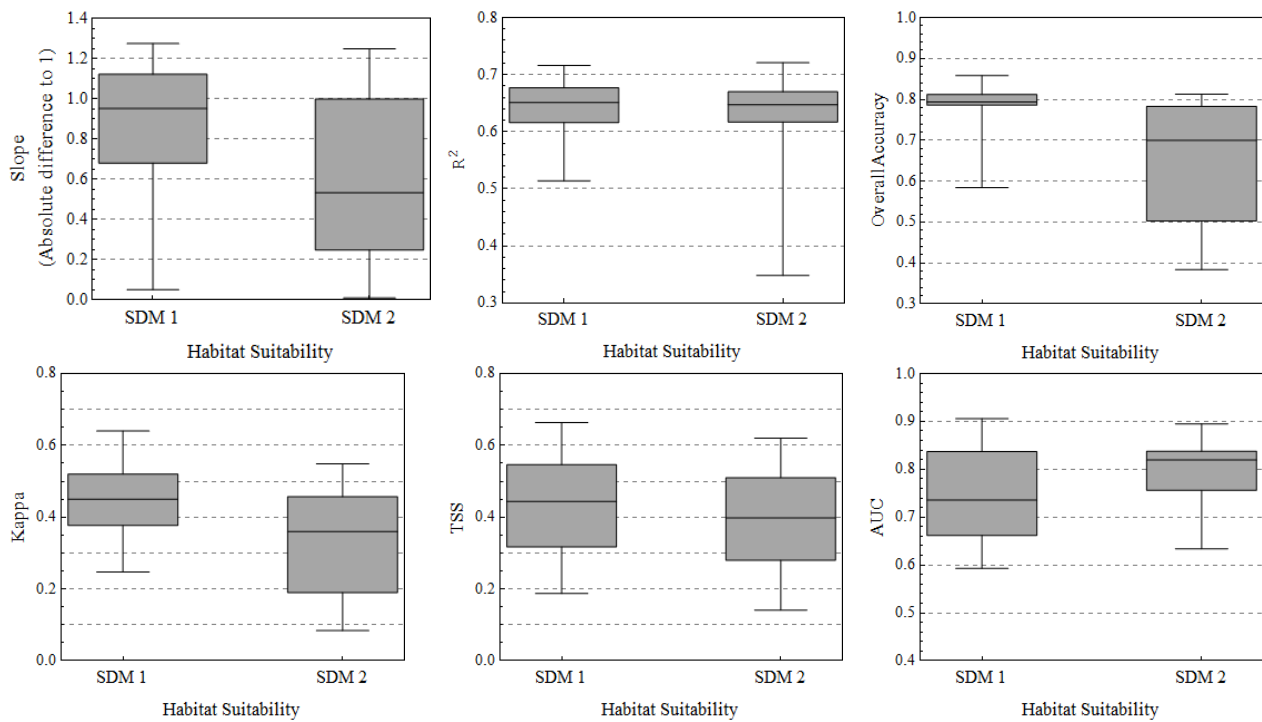 Slope
(Absolute difference to 1)
1.4
1.2
1.0
0.8
0.6
0.4
0.2
0.0
SDM 1
SDM 2
Habitat Suitability
R²
0.8
0.7
0.6
0.5
0.4
0.3
SDM 1
SDM 2
Habitat Suitability
Overall Accuracy
1.0
0.9
0.8
0.7
0.6
0.5
0.4
0.3
SDM 1
SDM 2
Habitat Suitability
Kappa
0.8
0.6
0.4
0.2
0.0
SDM 1
SDM 2
Habitat Suitability
TSS
0.8
0.6
0.4
0.2
0.0
SDM 1
SDM 2
Habitat Suitability
AUC
1.0
0.9
0.8
0.7
0.6
0.5
0.4
SDM 1
SDM 2
Habitat Suitability